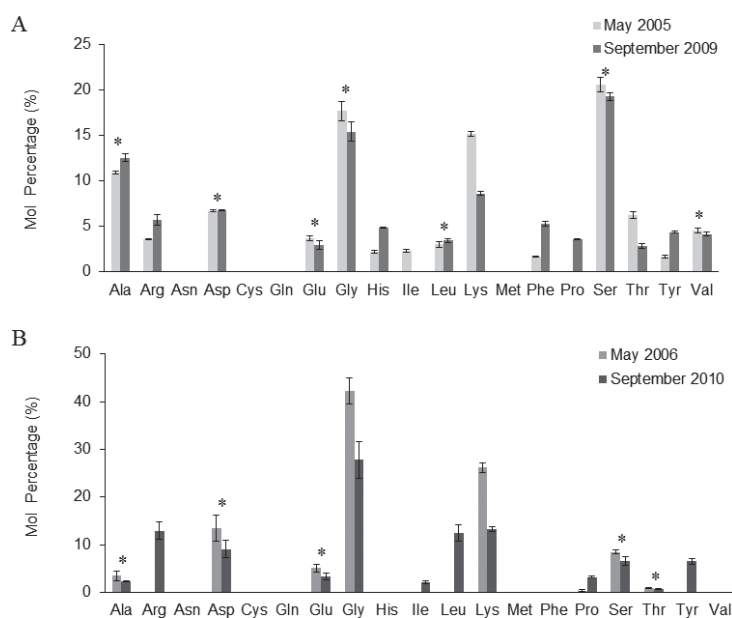 A
May 2005
September 2009
Mol Percentage (%)
25
20
15
10
5
0
* * * * * * *
Ala Arg Asn Asp Cys Gln Glu Gly His Ile Leu Lys Met Phe Pro Ser Thr Tyr Val
B
May 2006
September 2010
Mol Percentage (%)
50
40
30
20
10
0
* * * * *
Ala Arg Asn Asp Cys Gln Glu Gly His Ile Leu Lys Met Phe Pro Ser Thr Tyr Val